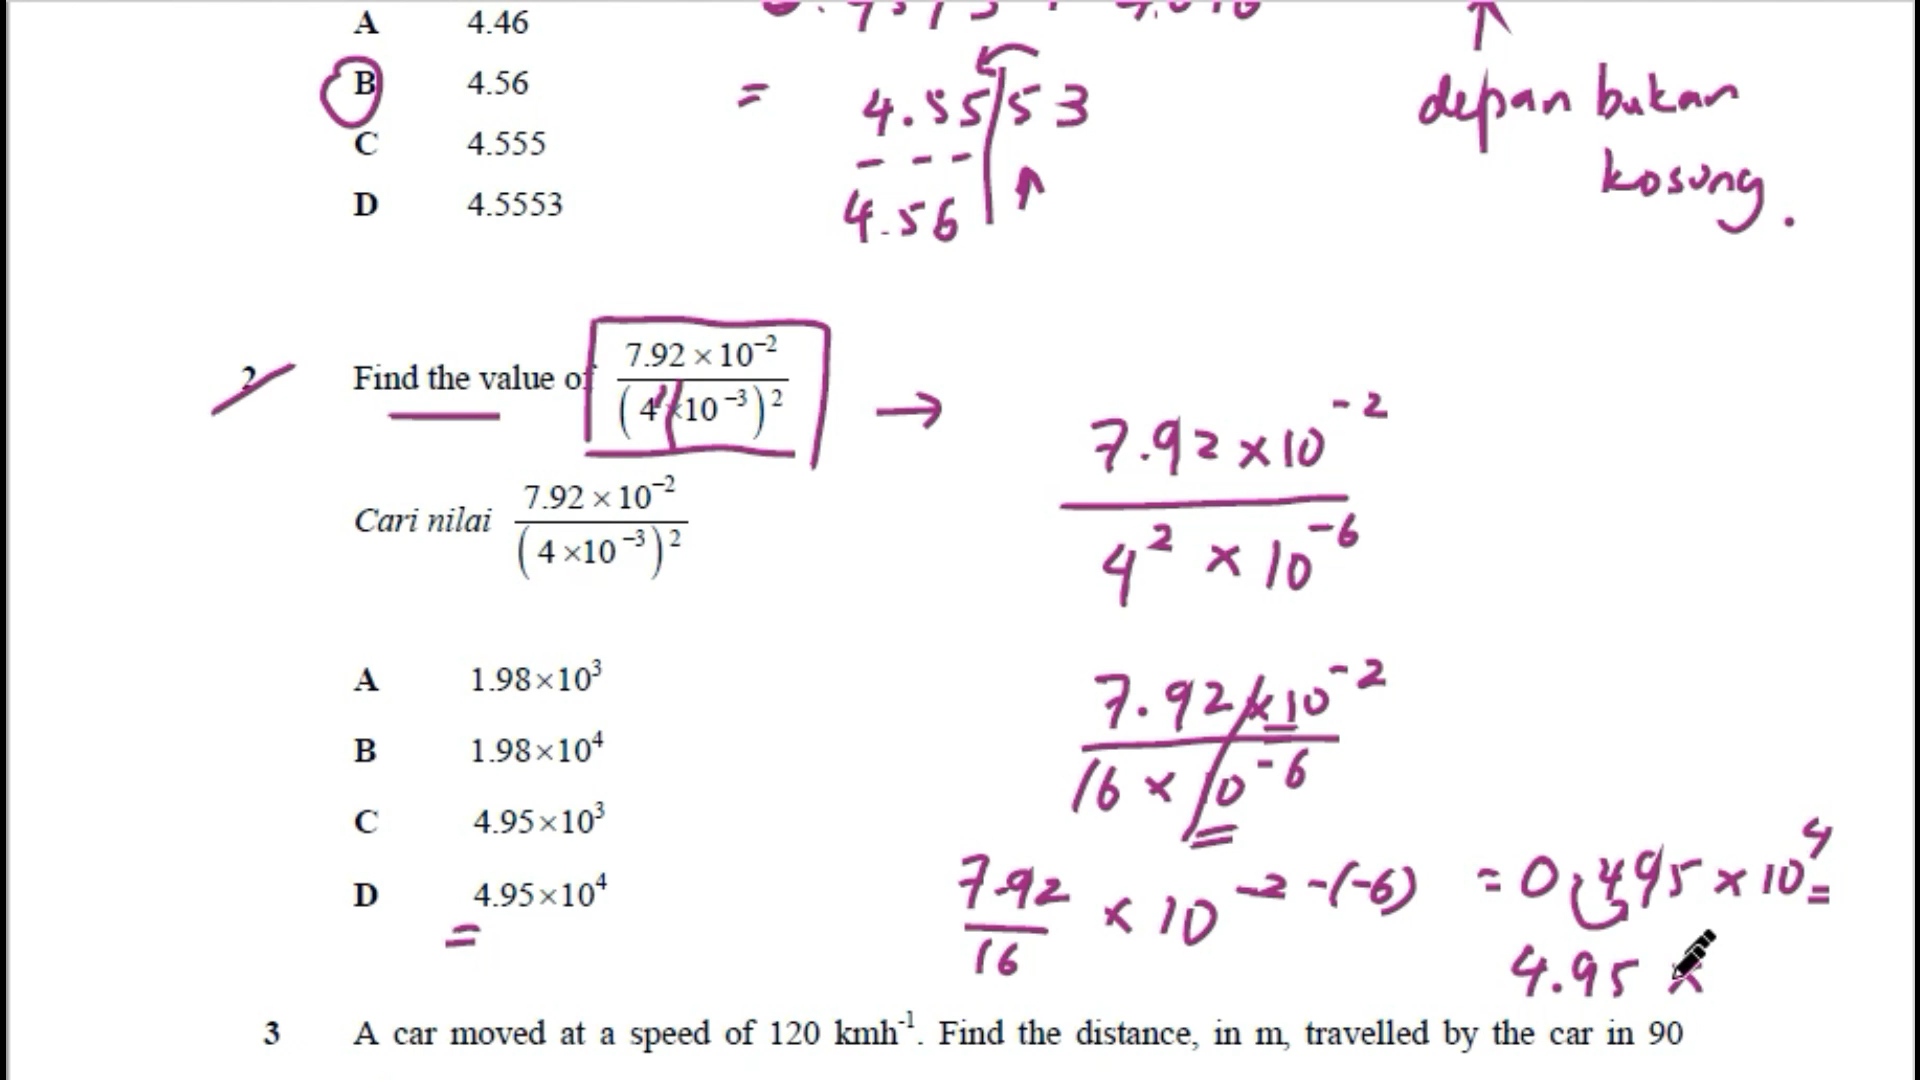 A 4.46
B 4.56
C 4.555
D 4.5553
= 4.55|53
4.56
depan bukan
kosong.
2 Find the value of 7.92 × 10⁻² / (4 × 10⁻³)²
Cari nilai 7.92 × 10⁻² / (4 × 10⁻³)²
→ 7.92 × 10⁻² / 4² × 10⁻⁶
7.92 × 10⁻² / 16 × 10⁻⁶
7.92 / 16 × 10⁻²⁻⁽⁻⁶⁾ = 0.495 × 10⁴
4.95 ×
A 1.98×10³
B 1.98×10⁴
C 4.95×10³
D 4.95×10⁴
=
3 A car moved at a speed of 120 kmh⁻¹. Find the distance, in m, travelled by the car in 90